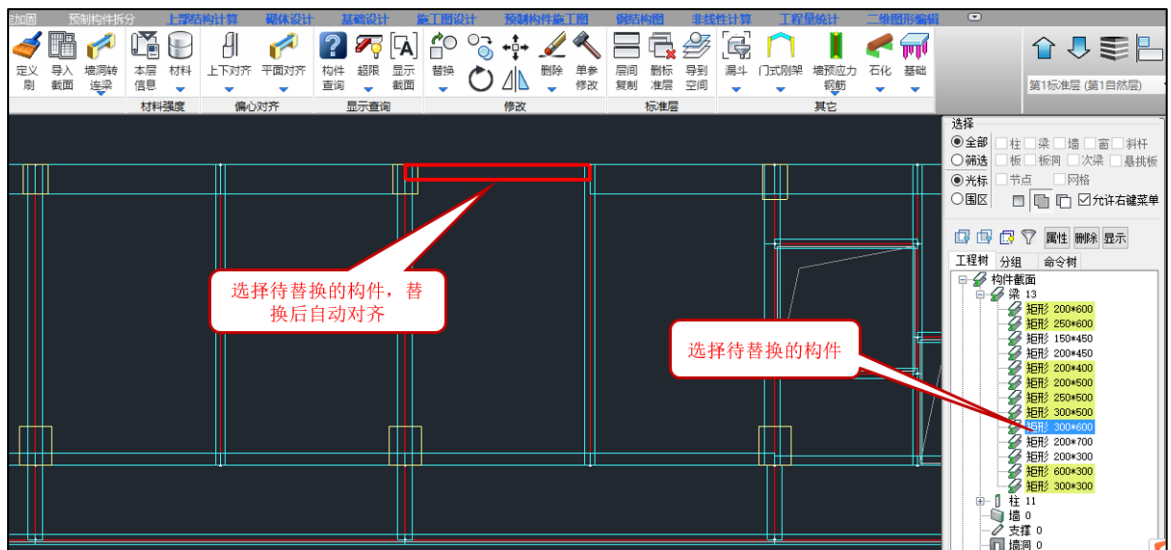 定加固 预制构件拆分 上部结构计算 砌体设计 基础设计 施工图设计 预制构件施工图 钢结构图 非线性计算 工程量统计 二维图形编辑
定义刷 导入截面 墙洞转连梁 本层信息 材料 上下对齐 平面对齐 构件查询 超限 显示截面 替换 删除 单参修改 层间复制 删标准层 导到空间 漏斗 门式刚架 墙预应力钢筋 石化 基础
材料强度 偏心对齐 显示查询 修改 标准层 其它
第1标准层 (第1自然层)
选择
全部 柱 梁 墙 窗 斜杆
筛选 板 板洞 次梁 悬挑板
光标 节点 网格
围区 允许右键菜单
属性 删除 显示
工程树 分组 命令树
构件截面
梁 13
矩形 200*600
矩形 250*600
矩形 150*450
矩形 200*450
矩形 200*400
矩形 200*500
矩形 250*500
矩形 300*500
矩形 300*600
矩形 200*700
矩形 200*300
矩形 600*300
矩形 300*300
柱 11
墙 0
支撑 0
墙洞 0
选择待替换的构件，替
换后自动对齐
选择待替换的构件